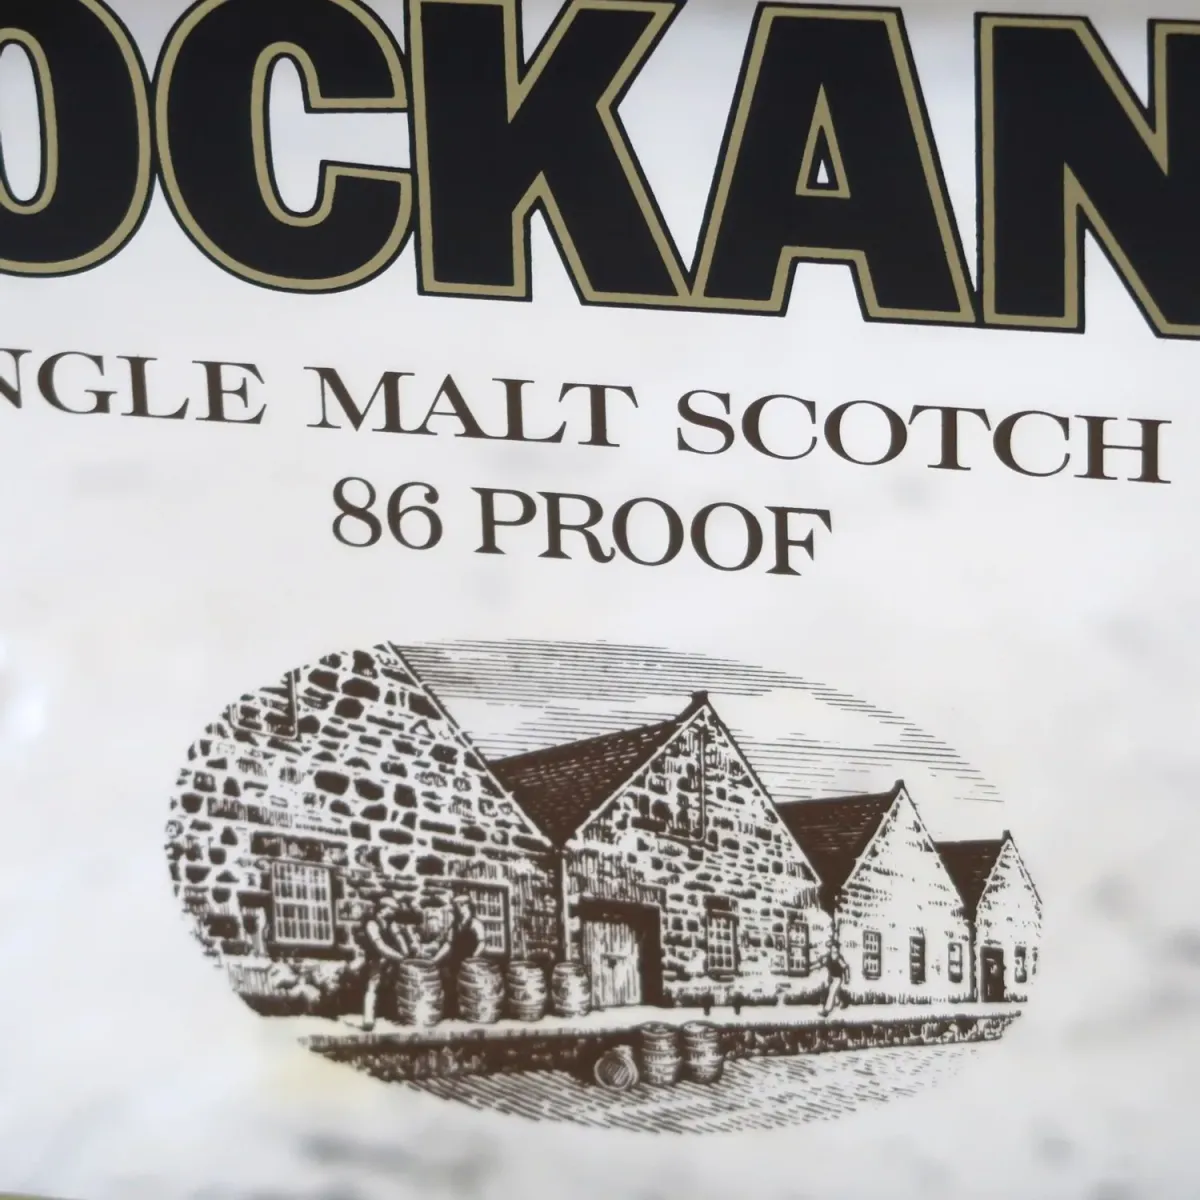 OCKAN
NGLE MALT SCOTCH
86 PROOF